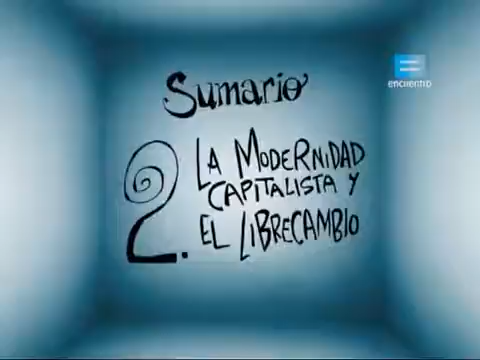 Sumario
encuentro
2. LA MODERNIDAD
CAPITALISTA Y
EL LIBRECAMBIO